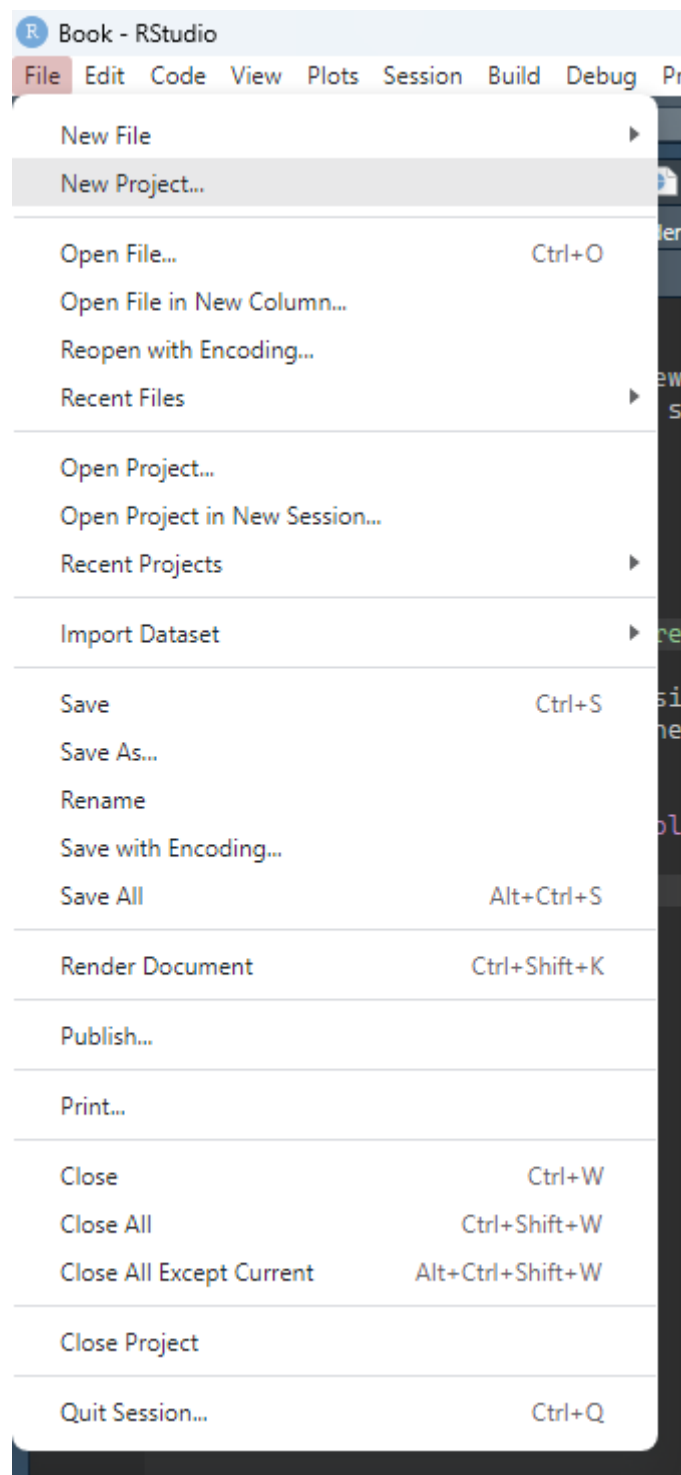 R Book - RStudio
File Edit Code View Plots Session Build Debug
New File
New Project...
Open File... Ctrl+O
Open File in New Column...
Reopen with Encoding...
Recent Files
Open Project...
Open Project in New Session...
Recent Projects
Import Dataset
Save Ctrl+S
Save As...
Rename
Save with Encoding...
Save All Alt+Ctrl+S
Render Document Ctrl+Shift+K
Publish...
Print...
Close Ctrl+W
Close All Ctrl+Shift+W
Close All Except Current Alt+Ctrl+Shift+W
Close Project
Quit Session... Ctrl+Q